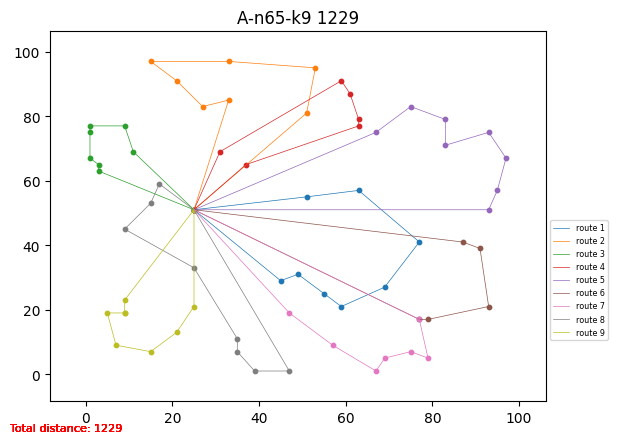 A-n65-k9 1229
100
80
60
40
20
0
0 20 40 60 80 100
route 1
route 2
route 3
route 4
route 5
route 6
route 7
route 8
route 9
Total distance: 1229